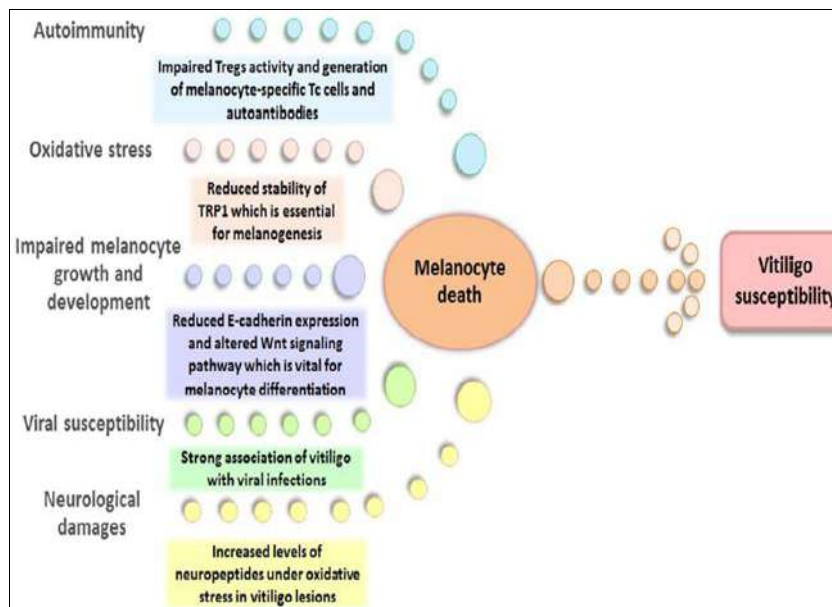 Autoimmunity
Impaired Tregs activity and generation
of melanocyte-specific Tc cells and
autoantibodies
Oxidative stress
Reduced stability of
TRP1 which is essential
for melanogenesis
Impaired melanocyte
growth and
development
Reduced E-cadherin expression
and altered Wnt signaling
pathway which is vital for
melanocyte differentiation
Viral susceptibility
Strong association of vitiligo
with viral infections
Neurological
damages
Increased levels of
neuropeptides under oxidative
stress in vitiligo lesions
Melanocyte
death
Vitiligo
susceptibility